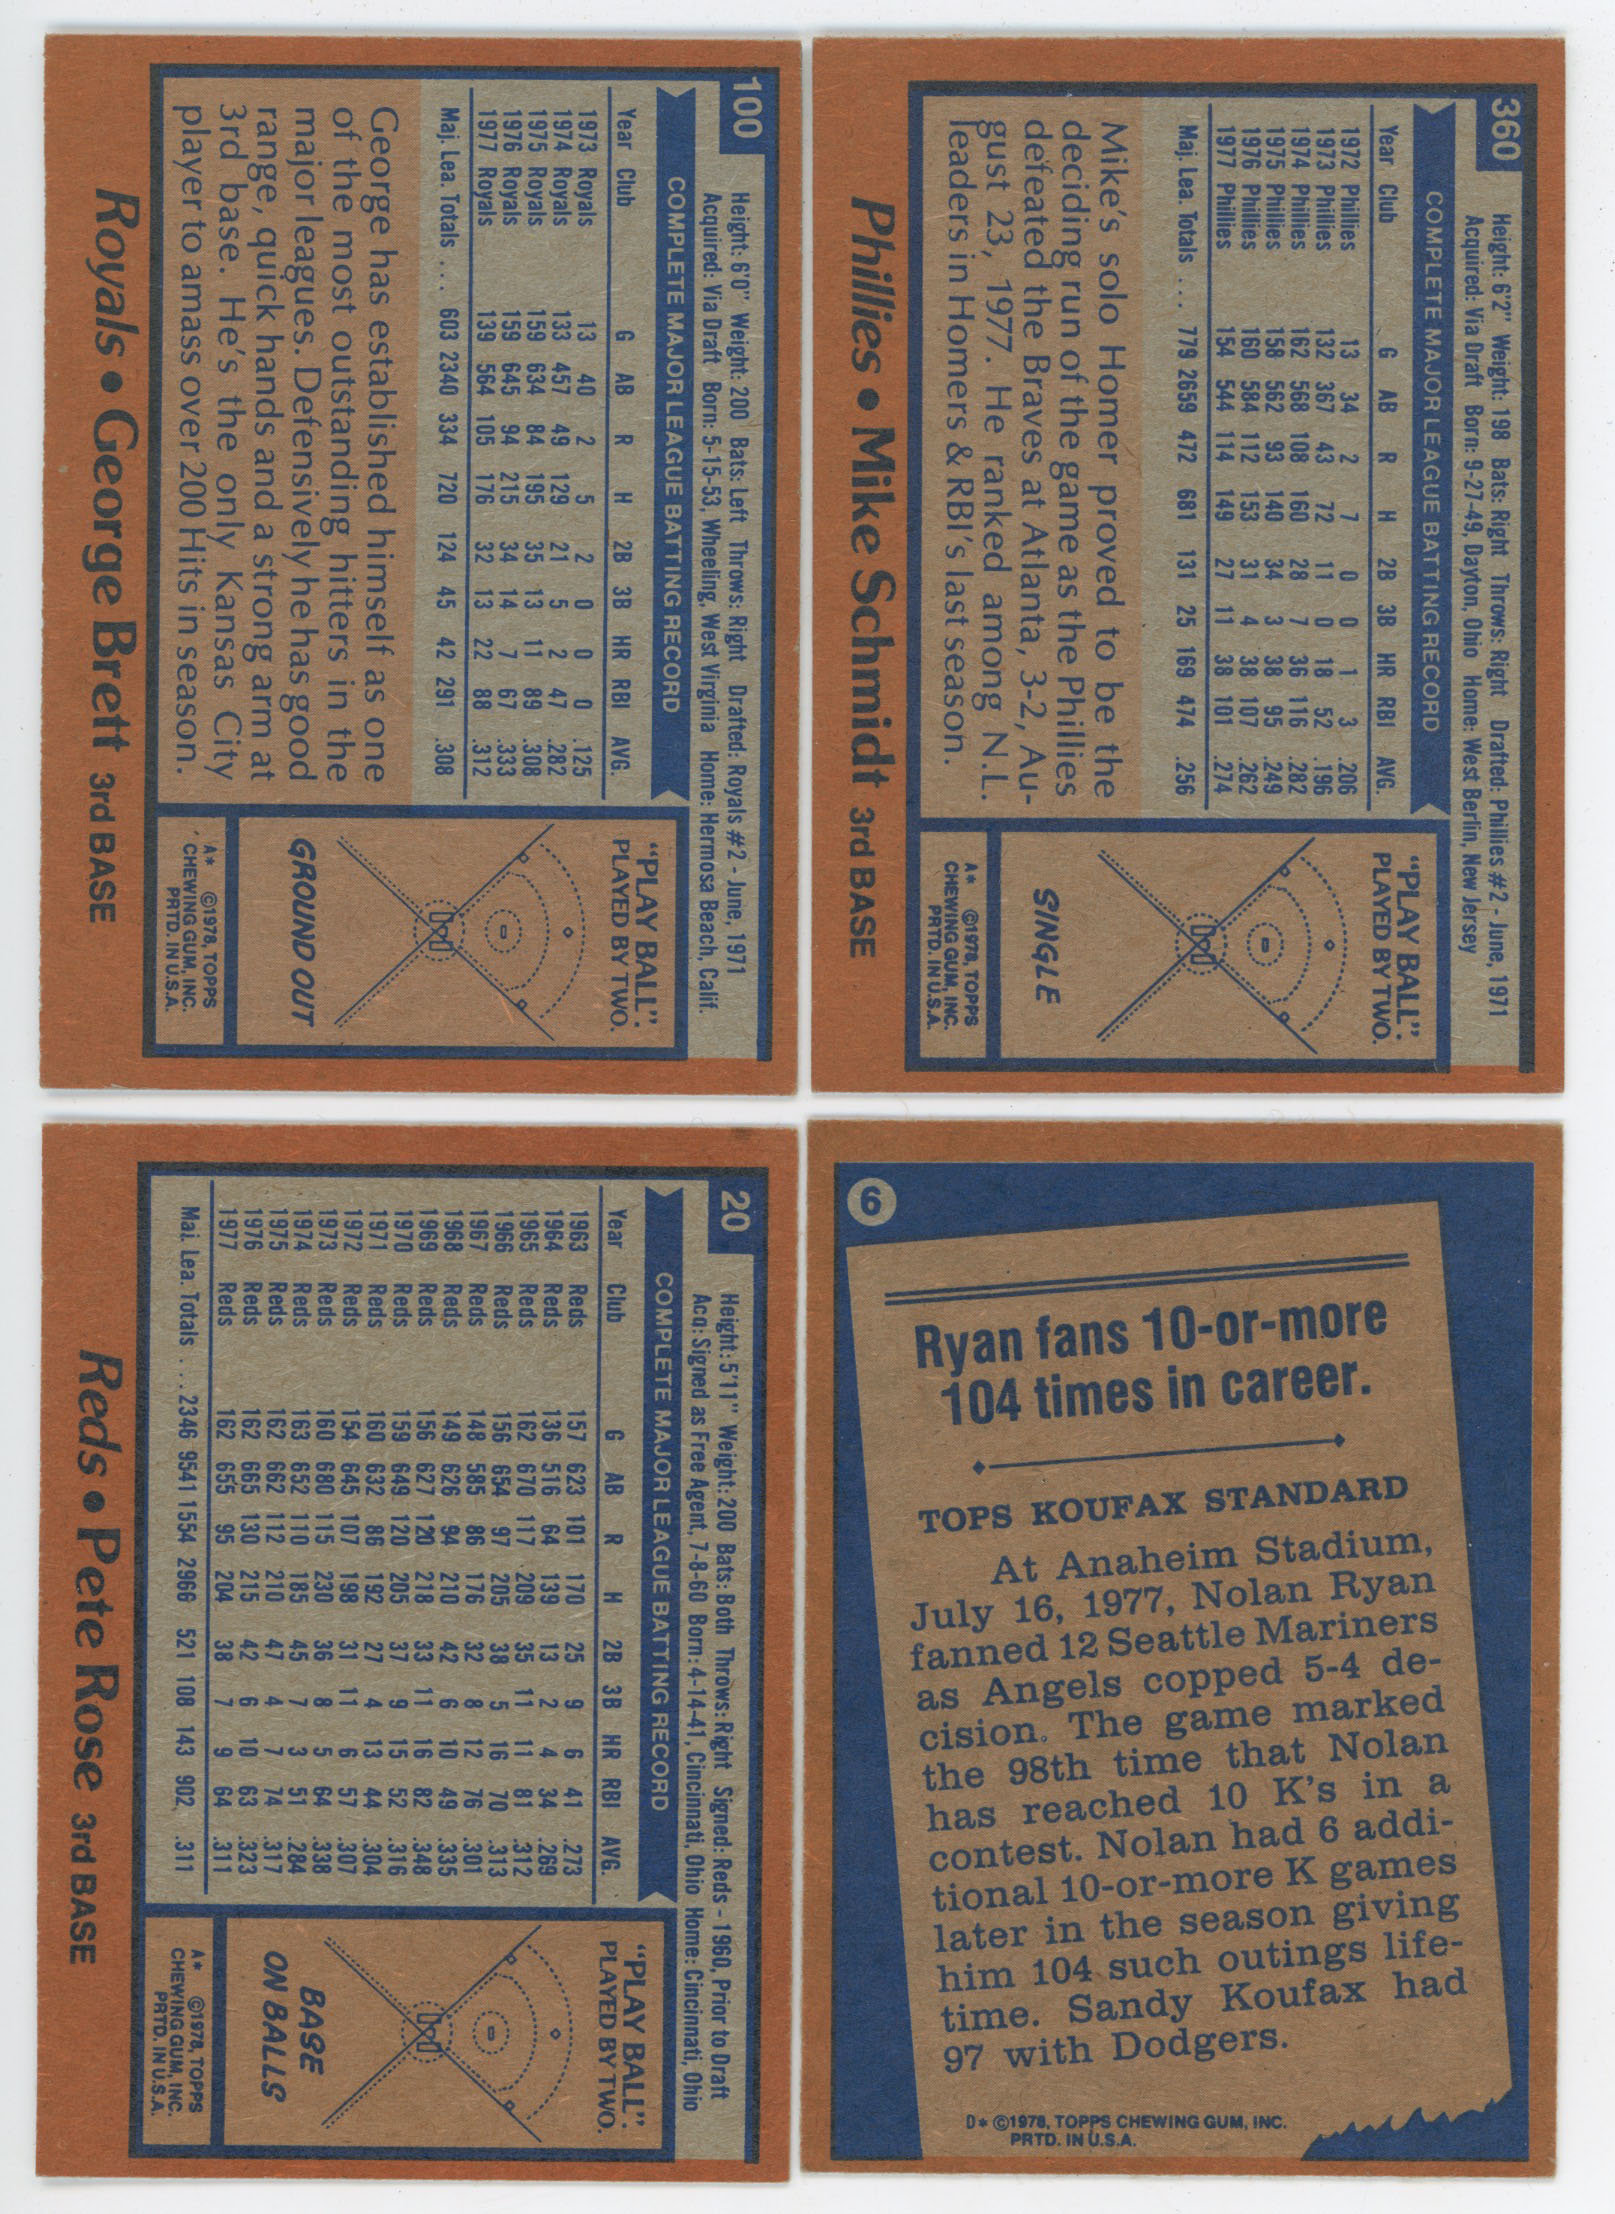 100
Height: 6'0" Weight: 200 Bats: Left Throws: Right Drafted: Royals #2 - June, 1971
Acquired: Via Draft Born: 5-15-53, Wheeling, West Virginia Home: Hermosa Beach, Calif.
COMPLETE MAJOR LEAGUE BATTING RECORD
Year Club G AB R H 2B 3B HR RBI AVG.
1973 Royals 13 40 2 5 2 0 0 0 .125
1974 Royals 133 457 49 129 21 5 2 47 .282
1975 Royals 159 634 84 195 35 13 11 89 .308
1976 Royals 159 645 94 215 34 14 7 67 .333
1977 Royals 139 564 105 176 32 13 22 88 .312
Maj. Lea. Totals ... 603 2340 334 720 124 45 42 291 .308
George has established himself as one
of the most outstanding hitters in the
major leagues. Defensively he has good
range, quick hands and a strong arm at
3rd base. He's the only Kansas City
player to amass over 200 Hits in season.
"PLAY BALL".
PLAYED BY TWO.
GROUND OUT
A* ©1978, TOPPS
CHEWING GUM, INC.
PRTD. IN U.S.A.
Royals • George Brett 3rd BASE
360
Height: 6'2" Weight: 198 Bats: Right Throws: Right Drafted: Phillies #2 - June, 1971
Acquired: Via Draft Born: 9-27-49, Dayton, Ohio Home: West Berlin, New Jersey
COMPLETE MAJOR LEAGUE BATTING RECORD
Year Club G AB R H 2B 3B HR RBI AVG.
1972 Phillies 13 34 2 7 0 0 1 3 .206
1973 Phillies 132 367 43 72 11 0 18 52 .196
1974 Phillies 162 568 108 160 28 7 36 116 .282
1975 Phillies 158 562 93 140 34 3 38 95 .249
1976 Phillies 160 584 112 153 31 4 38 107 .262
1977 Phillies 154 544 114 149 27 11 38 101 .274
Maj. Lea. Totals ... 779 2659 472 681 131 25 169 474 .256
Mike's solo Homer proved to be the
deciding run of the game as the Phillies
defeated the Braves at Atlanta, 3-2, Au-
gust 23, 1977. He ranked among N.L.
leaders in Homers & RBI's last season.
"PLAY BALL".
PLAYED BY TWO.
SINGLE
A* ©1978, TOPPS
CHEWING GUM, INC.
PRTD. IN U.S.A.
Phillies • Mike Schmidt 3rd BASE
20
Height: 5'11" Weight: 200 Bats: Both Throws: Right Signed: Reds - 1960, Prior to Draft
Acq: Signed as Free Agent, 7-8-60 Born: 4-14-41, Cincinnati, Ohio Home: Cincinnati, Ohio
COMPLETE MAJOR LEAGUE BATTING RECORD
Year Club G AB R H 2B 3B HR RBI AVG.
1963 Reds 157 623 101 170 25 9 6 41 .273
1964 Reds 136 516 64 139 13 2 4 34 .269
1965 Reds 162 670 117 209 35 11 11 81 .312
1966 Reds 156 654 97 205 38 5 16 70 .313
1967 Reds 148 585 86 176 32 8 12 76 .301
1968 Reds 149 626 94 210 42 6 10 49 .335
1969 Reds 156 627 120 218 33 11 16 82 .348
1970 Reds 159 649 120 205 37 9 15 52 .316
1971 Reds 160 632 86 192 27 4 13 44 .304
1972 Reds 154 645 107 198 31 11 6 57 .307
1973 Reds 160 680 115 230 36 8 5 64 .338
1974 Reds 163 652 110 185 45 7 3 51 .284
1975 Reds 162 662 112 210 47 4 7 74 .317
1976 Reds 162 665 130 215 42 6 10 63 .323
1977 Reds 162 655 95 204 38 7 9 64 .311
Maj. Lea. Totals ... 2346 9541 1554 2966 521 108 143 902 .311
"PLAY BALL".
PLAYED BY TWO.
BASE
ON BALLS
A* ©1978, TOPPS
CHEWING GUM, INC.
PRTD. IN U.S.A.
Reds • Pete Rose 3rd BASE
6
Ryan fans 10-or-more
104 times in career.
TOPS KOUFAX STANDARD
At Anaheim Stadium,
July 16, 1977, Nolan Ryan
fanned 12 Seattle Mariners
as Angels copped 5-4 de-
cision. The game marked
the 98th time that Nolan
has reached 10 K's in a
contest. Nolan had 6 addi-
tional 10-or-more K games
later in the season giving
him 104 such outings life-
time. Sandy Koufax had
97 with Dodgers.
D* ©1978, TOPPS CHEWING GUM, INC.
PRTD. IN U.S.A.